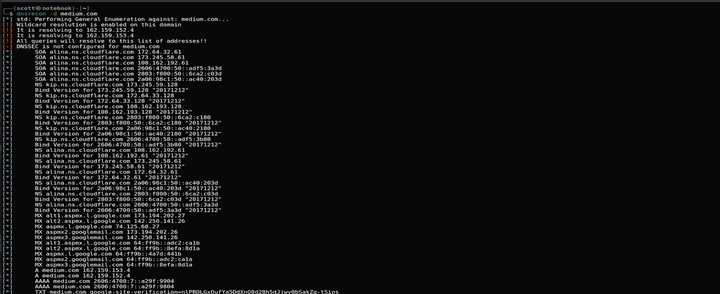 (scott㉿notebook)-[~]
$ dnsrecon -d medium.com
[*] std: Performing General Enumeration against: medium.com...
[!] Wildcard resolution is enabled on this domain
[!] It is resolving to 162.159.152.4
[!] It is resolving to 162.159.153.4
[!] All queries will resolve to this list of addresses!!
[-] DNSSEC is not configured for medium.com
[*] SOA alina.ns.cloudflare.com 172.64.32.61
[*] SOA alina.ns.cloudflare.com 173.245.58.61
[*] SOA alina.ns.cloudflare.com 108.162.192.61
[*] SOA alina.ns.cloudflare.com 2606:4700:50::adf5:3a3d
[*] SOA alina.ns.cloudflare.com 2803:f800:50::6ca2:c03d
[*] SOA alina.ns.cloudflare.com 2a06:98c1:50::ac40:203d
[*] NS kip.ns.cloudflare.com 173.245.59.128
[*] Bind Version for 173.245.59.128 "20171212"
[*] NS kip.ns.cloudflare.com 172.64.33.128
[*] Bind Version for 172.64.33.128 "20171212"
[*] NS kip.ns.cloudflare.com 108.162.193.128
[*] Bind Version for 108.162.193.128 "20171212"
[*] NS kip.ns.cloudflare.com 2803:f800:50::6ca2:c180
[*] Bind Version for 2803:f800:50::6ca2:c180 "20171212"
[*] NS kip.ns.cloudflare.com 2a06:98c1:50::ac40:2180
[*] Bind Version for 2a06:98c1:50::ac40:2180 "20171212"
[*] NS kip.ns.cloudflare.com 2606:4700:50::adf5:3b80
[*] Bind Version for 2606:4700:50::adf5:3b80 "20171212"
[*] NS alina.ns.cloudflare.com 108.162.192.61
[*] Bind Version for 108.162.192.61 "20171212"
[*] NS alina.ns.cloudflare.com 173.245.58.61
[*] Bind Version for 173.245.58.61 "20171212"
[*] NS alina.ns.cloudflare.com 172.64.32.61
[*] Bind Version for 172.64.32.61 "20171212"
[*] NS alina.ns.cloudflare.com 2a06:98c1:50::ac40:203d
[*] Bind Version for 2a06:98c1:50::ac40:203d "20171212"
[*] NS alina.ns.cloudflare.com 2803:f800:50::6ca2:c03d
[*] Bind Version for 2803:f800:50::6ca2:c03d "20171212"
[*] NS alina.ns.cloudflare.com 2606:4700:50::adf5:3a3d
[*] Bind Version for 2606:4700:50::adf5:3a3d "20171212"
[*] MX alt1.aspmx.l.google.com 173.194.202.27
[*] MX alt2.aspmx.l.google.com 142.250.141.26
[*] MX aspmx.l.google.com 74.125.68.27
[*] MX aspmx2.googlemail.com 173.194.202.26
[*] MX aspmx3.googlemail.com 142.250.141.26
[*] MX alt1.aspmx.l.google.com 64:ff9b::adc2:ca1b
[*] MX alt2.aspmx.l.google.com 64:ff9b::8efa:8d1a
[*] MX aspmx.l.google.com 64:ff9b::4a7d:441b
[*] MX aspmx2.googlemail.com 64:ff9b::adc2:ca1a
[*] MX aspmx3.googlemail.com 64:ff9b::8efa:8d1a
[*] A medium.com 162.159.153.4
[*] A medium.com 162.159.152.4
[*] AAAA medium.com 2606:4700:7::a29f:9904
[*] AAAA medium.com 2606:4700:7::a29f:9804
[*] TXT medium.com